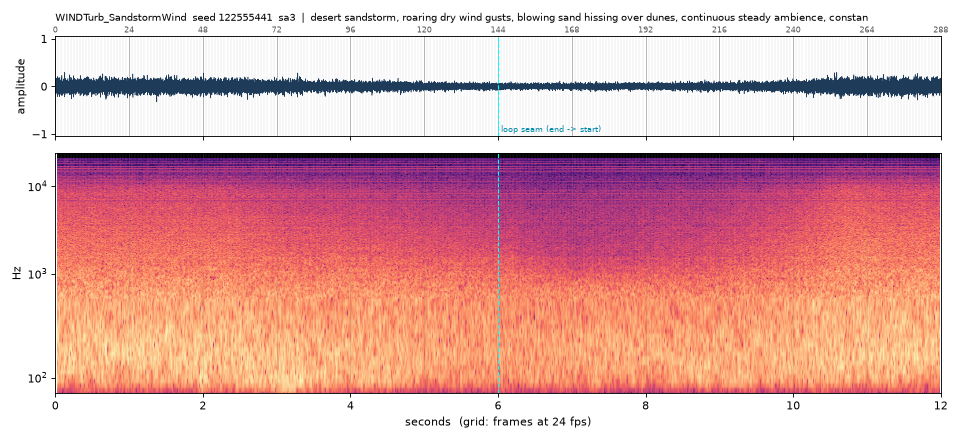 WINDTurb_SandstormWind  seed 122555441  sa3  |  desert sandstorm, roaring dry wind gusts, blowing sand hissing over dunes, continuous steady ambience, constan
0 24 48 72 96 120 144 168 192 216 240 264 288
1
0
−1
amplitude
loop seam (end -> start)
10^4
10^3
10^2
Hz
0 2 4 6 8 10 12
seconds  (grid: frames at 24 fps)